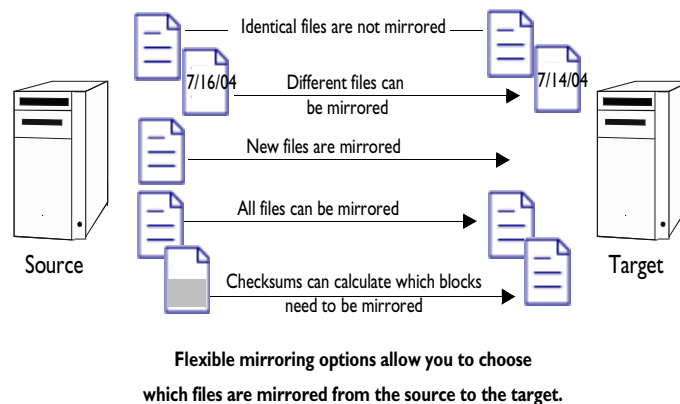 Identical files are not mirrored
7/16/04
7/14/04
Different files can
be mirrored
New files are mirrored
All files can be mirrored
Source
Target
Checksums can calculate which blocks
need to be mirrored
Flexible mirroring options allow you to choose
which files are mirrored from the source to the target.